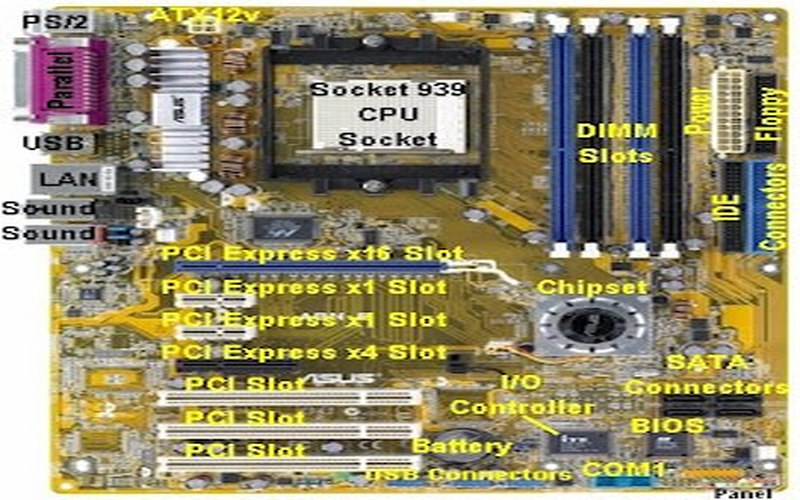 PS/2
ATX12v
Parallel
Socket 939
CPU
Socket
Power
Floppy
USB
DIMM
Slots
LAN
IDE
Connectors
Sound
Sound
PCI Express x16 Slot
PCI Express x1 Slot
Chipset
PCI Express x1 Slot
PCI Express x4 Slot
SATA
Connectors
PCI Slot
ASUS
I/O
Controller
PCI Slot
BIOS
PCI Slot
Battery
USB Connectors
COM1
Panel